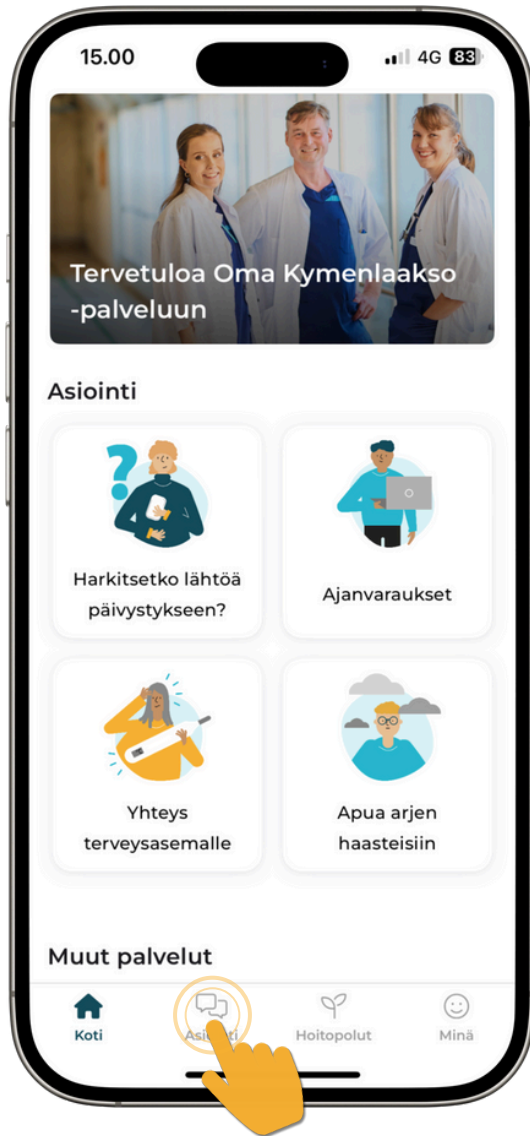 15.00
4G 83
Tervetuloa Oma Kymenlaakso
-palveluun
Asiointi
Harkitsetko lähtöä
päivystykseen?
Ajanvaraukset
Yhteys
terveysasemalle
Apua arjen
haasteisiin
Muut palvelut
Koti
Asiointi
Hoitopolut
Minä